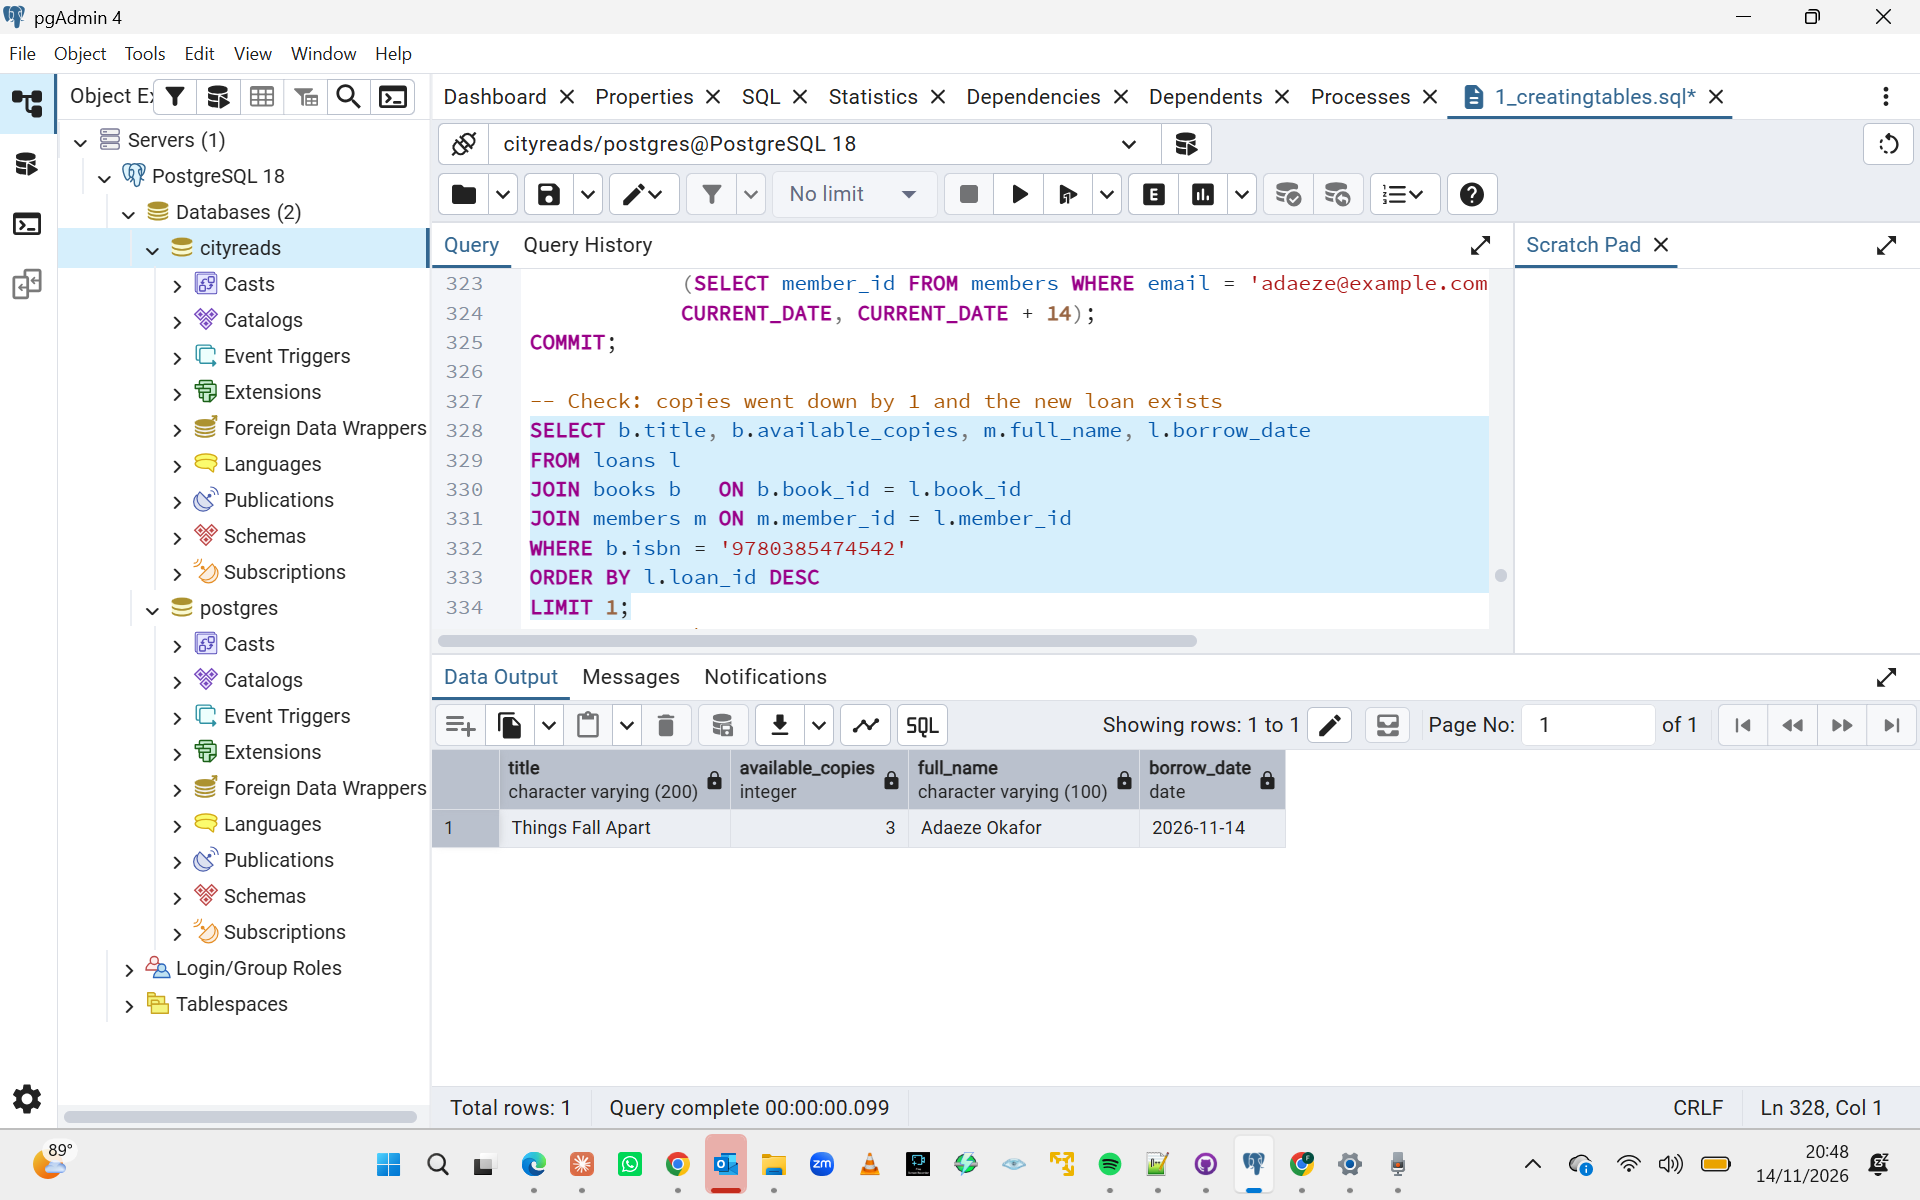 pgAdmin 4
File Object Tools Edit View Window Help
Object Ex
Dashboard Properties SQL Statistics Dependencies Dependents Processes 1_creatingtables.sql*
Servers (1)
PostgreSQL 18
Databases (2)
cityreads
Casts
Catalogs
Event Triggers
Extensions
Foreign Data Wrappers
Languages
Publications
Schemas
Subscriptions
postgres
Casts
Catalogs
Event Triggers
Extensions
Foreign Data Wrappers
Languages
Publications
Schemas
Subscriptions
Login/Group Roles
Tablespaces
cityreads/postgres@PostgreSQL 18
No limit
E
Query Query History
Scratch Pad
323 (SELECT member_id FROM members WHERE email = 'adaeze@example.com
324 CURRENT_DATE, CURRENT_DATE + 14);
325 COMMIT;
326
327 -- Check: copies went down by 1 and the new loan exists
328 SELECT b.title, b.available_copies, m.full_name, l.borrow_date
329 FROM loans l
330 JOIN books b   ON b.book_id = l.book_id
331 JOIN members m ON m.member_id = l.member_id
332 WHERE b.isbn = '9780385474542'
333 ORDER BY l.loan_id DESC
334 LIMIT 1;
Data Output Messages Notifications
SQL
Showing rows: 1 to 1
Page No: 1 of 1
title available_copies full_name borrow_date
character varying (200) integer character varying (100) date
1 Things Fall Apart 3 Adaeze Okafor 2026-11-14
Total rows: 1 Query complete 00:00:00.099 CRLF Ln 328, Col 1
89°
zm
20:48
14/11/2026